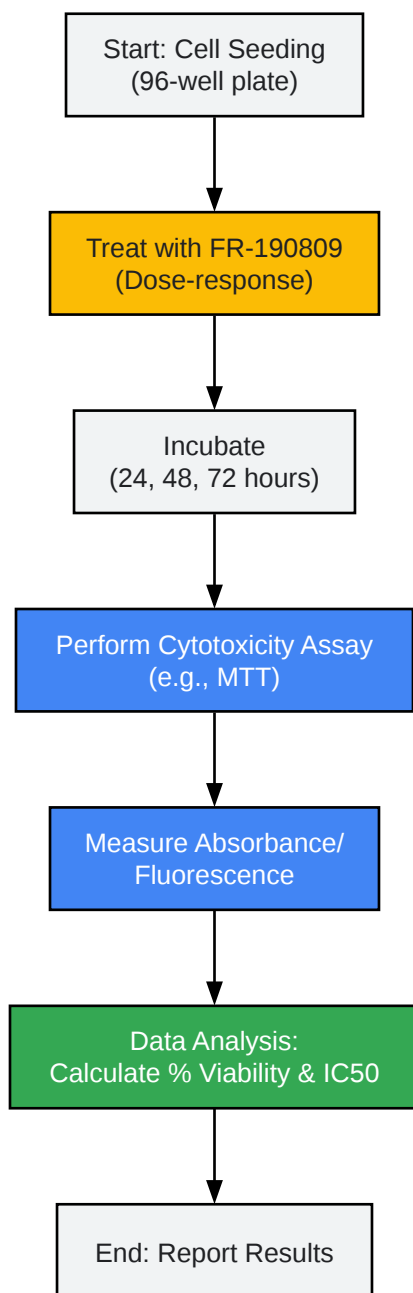 Start: Cell Seeding
(96-well plate)
Treat with FR-190809
(Dose-response)
Incubate
(24, 48, 72 hours)
Perform Cytotoxicity Assay
(e.g., MTT)
Measure Absorbance/
Fluorescence
Data Analysis:
Calculate % Viability & IC50
End: Report Results